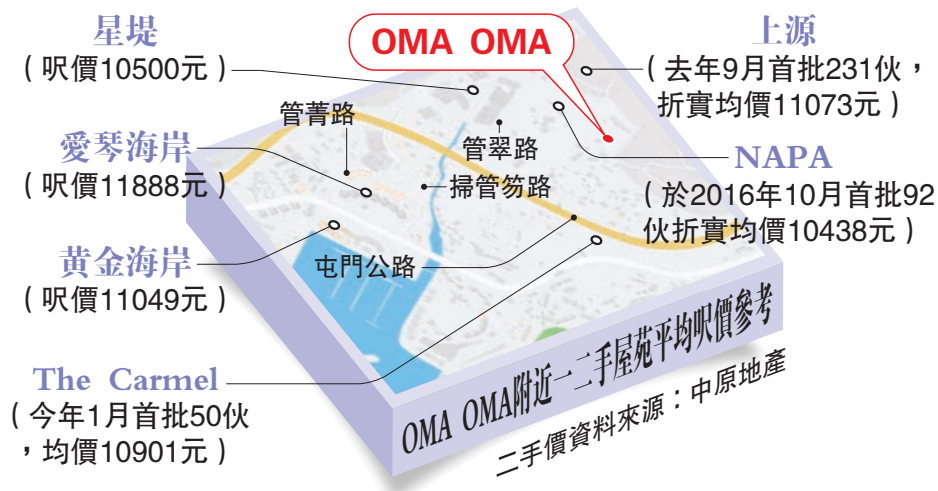 星堤
（呎價10500元）
OMA OMA
上源
（去年9月首批231伙，
折實均價11073元）
管菁路
管翠路
愛琴海岸
（呎價11888元）
掃管笏路
NAPA
（於2016年10月首批92
伙折實均價10438元）
黃金海岸
（呎價11049元）
屯門公路
The Carmel
（今年1月首批50伙
，均價10901元）
OMA OMA附近一二手屋苑平均呎價參考
二手價資料來源：中原地產